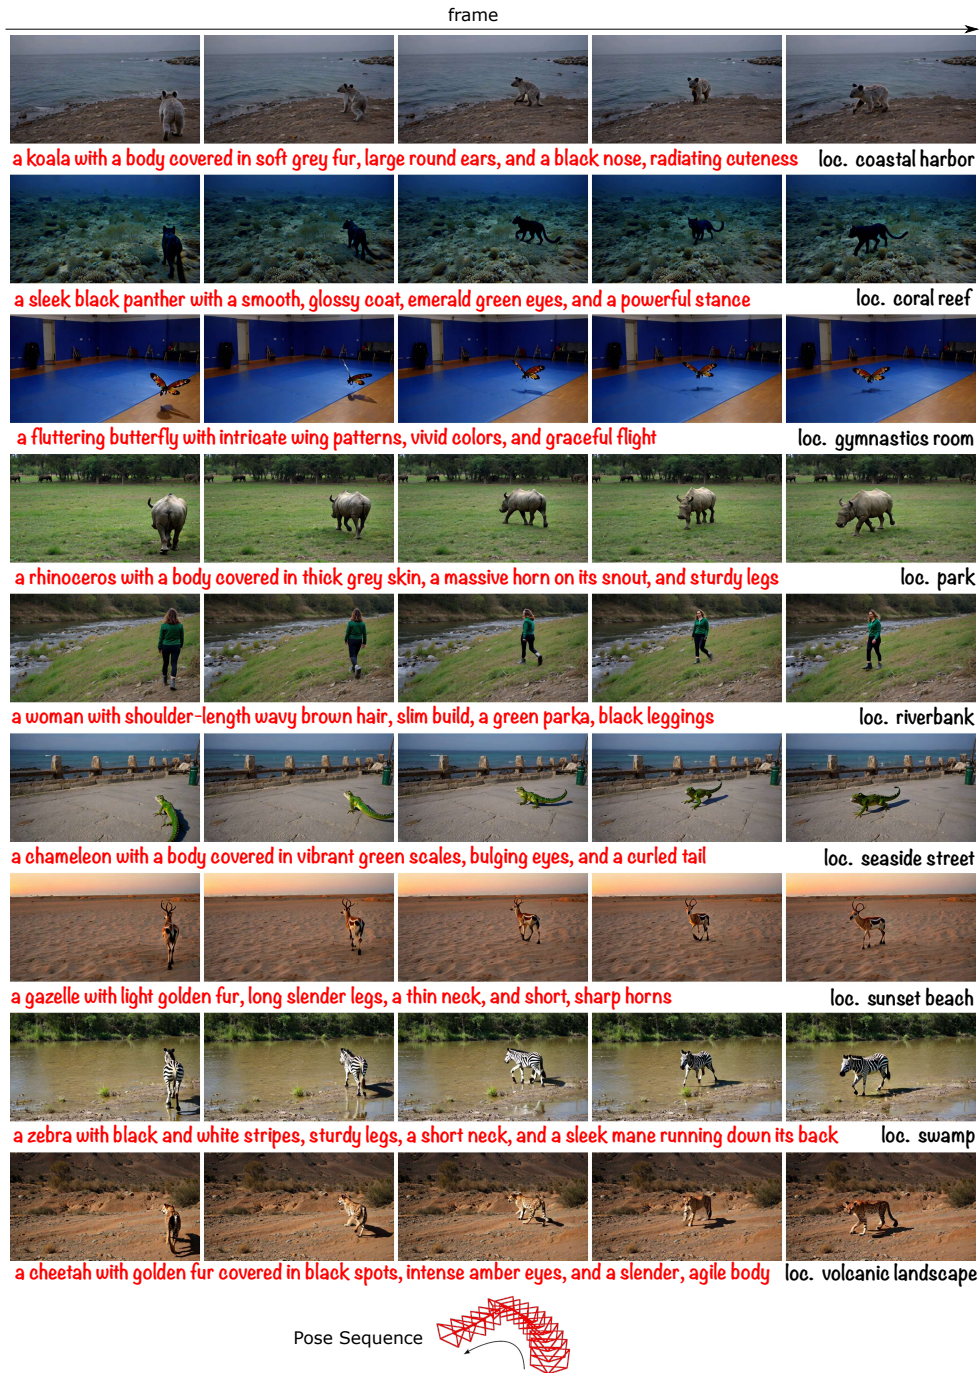 frame
a koala with a body covered in soft grey fur, large round ears, and a black nose, radiating cuteness loc. coastal harbor
a sleek black panther with a smooth, glossy coat, emerald green eyes, and a powerful stance loc. coral reef
a fluttering butterfly with intricate wing patterns, vivid colors, and graceful flight loc. gymnastics room
a rhinoceros with a body covered in thick grey skin, a massive horn on its snout, and sturdy legs loc. park
a woman with shoulder-length wavy brown hair, slim build, a green parka, black leggings loc. riverbank
a chameleon with a body covered in vibrant green scales, bulging eyes, and a curled tail loc. seaside street
a gazelle with light golden fur, long slender legs, a thin neck, and short, sharp horns loc. sunset beach
a zebra with black and white stripes, sturdy legs, a short neck, and a sleek mane running down its back loc. swamp
a cheetah with golden fur covered in black spots, intense amber eyes, and a slender, agile body loc. volcanic landscape
Pose Sequence